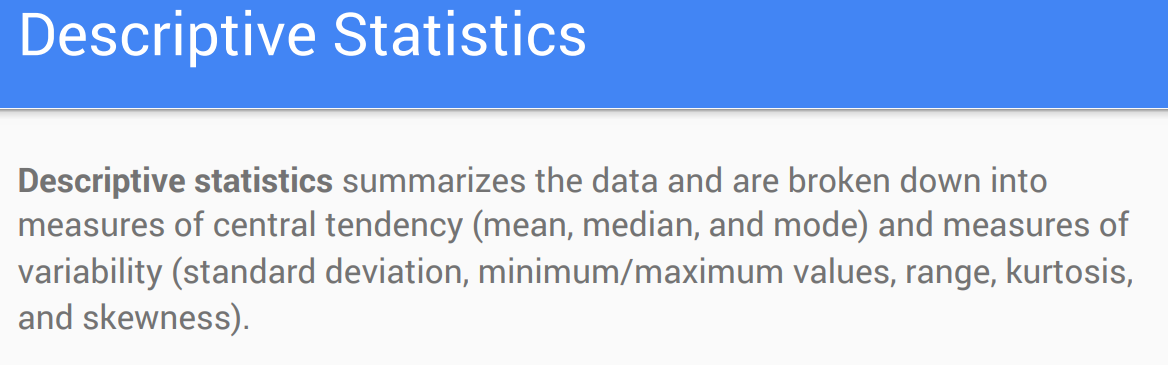 Descriptive Statistics
Descriptive statistics summarizes the data and are broken down into
measures of central tendency (mean, median, and mode) and measures of
variability (standard deviation, minimum/maximum values, range, kurtosis,
and skewness).